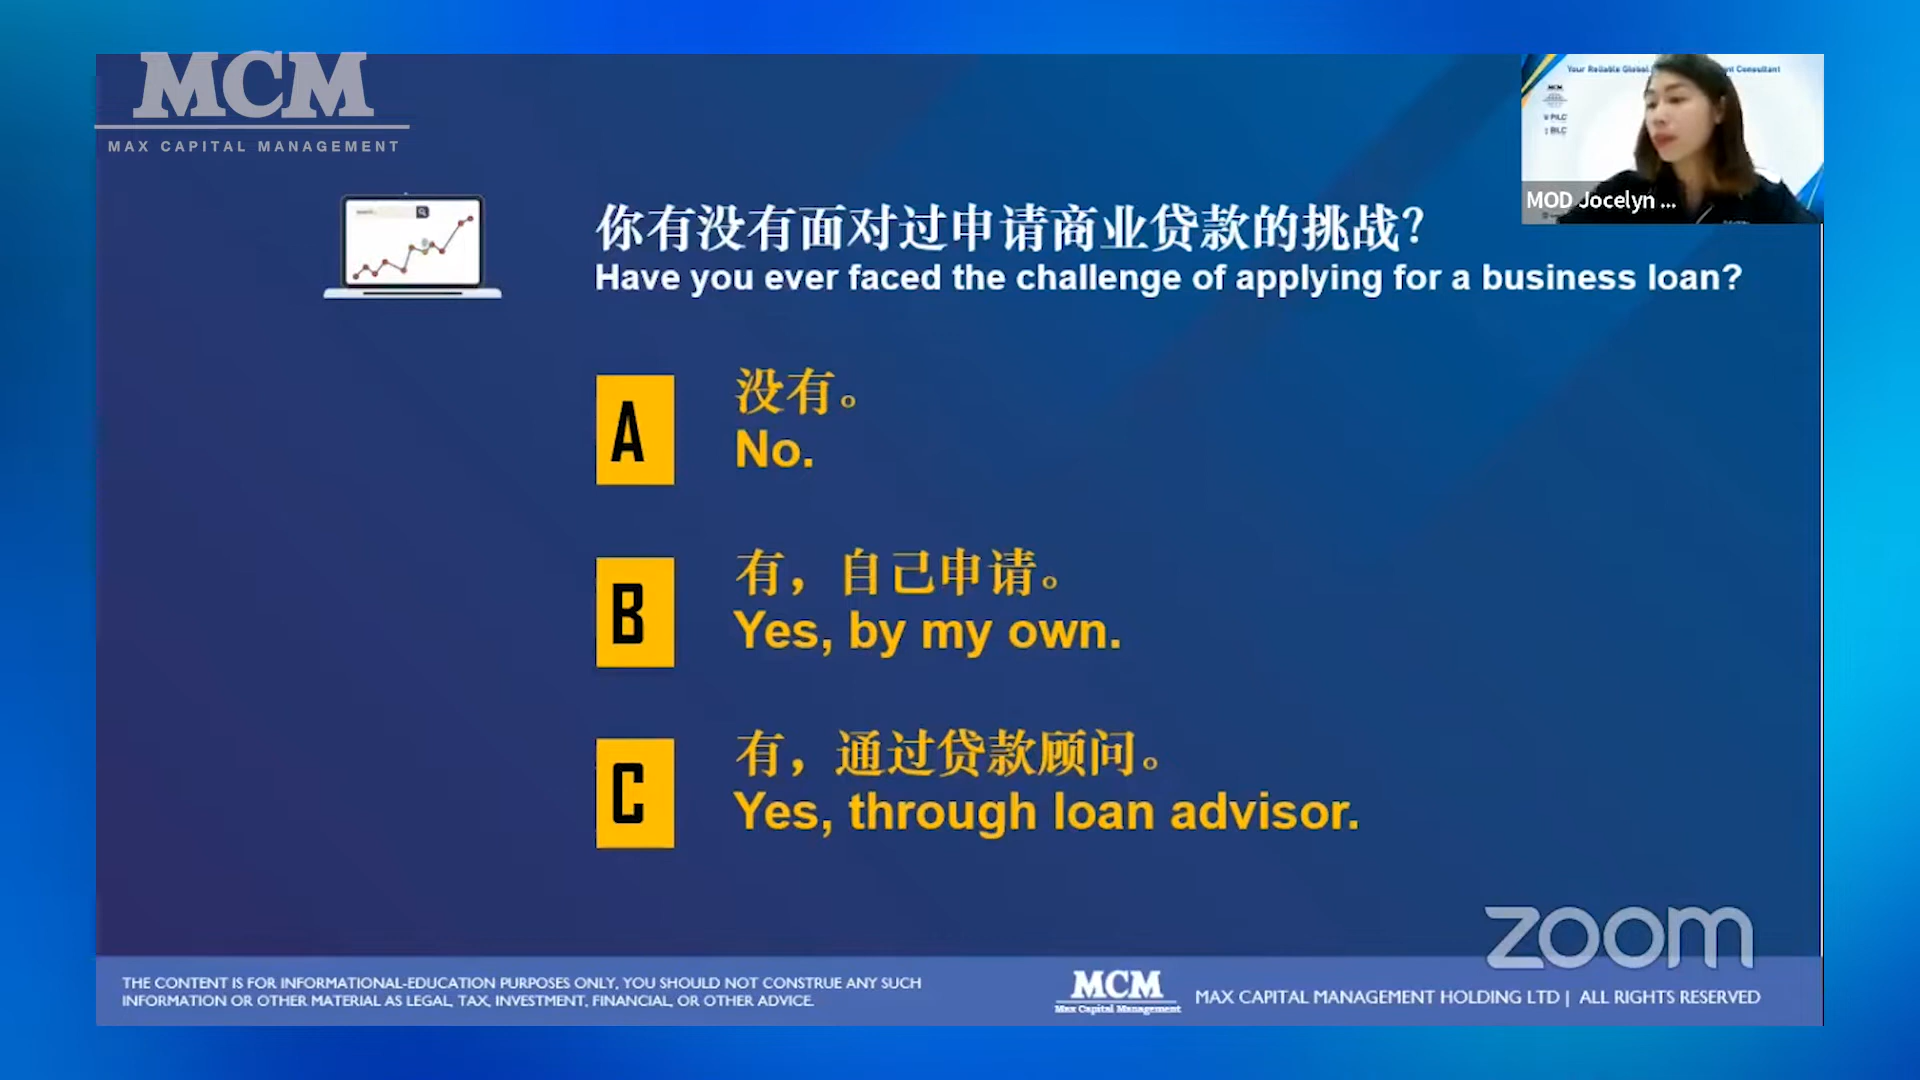 MCM
MAX CAPITAL MANAGEMENT
MOD Jocelyn ...
你有没有面对过申请商业贷款的挑战？
Have you ever faced the challenge of applying for a business loan?
A
没有。
No.
B
有，自己申请。
Yes, by my own.
C
有，通过贷款顾问。
Yes, through loan advisor.
zoom
THE CONTENT IS FOR INFORMATIONAL-EDUCATION PURPOSES ONLY, YOU SHOULD NOT CONSTRUE ANY SUCH
INFORMATION OR OTHER MATERIAL AS LEGAL, TAX, INVESTMENT, FINANCIAL, OR OTHER ADVICE.
MCM
Max Capital Management
MAX CAPITAL MANAGEMENT HOLDING LTD | ALL RIGHTS RESERVED